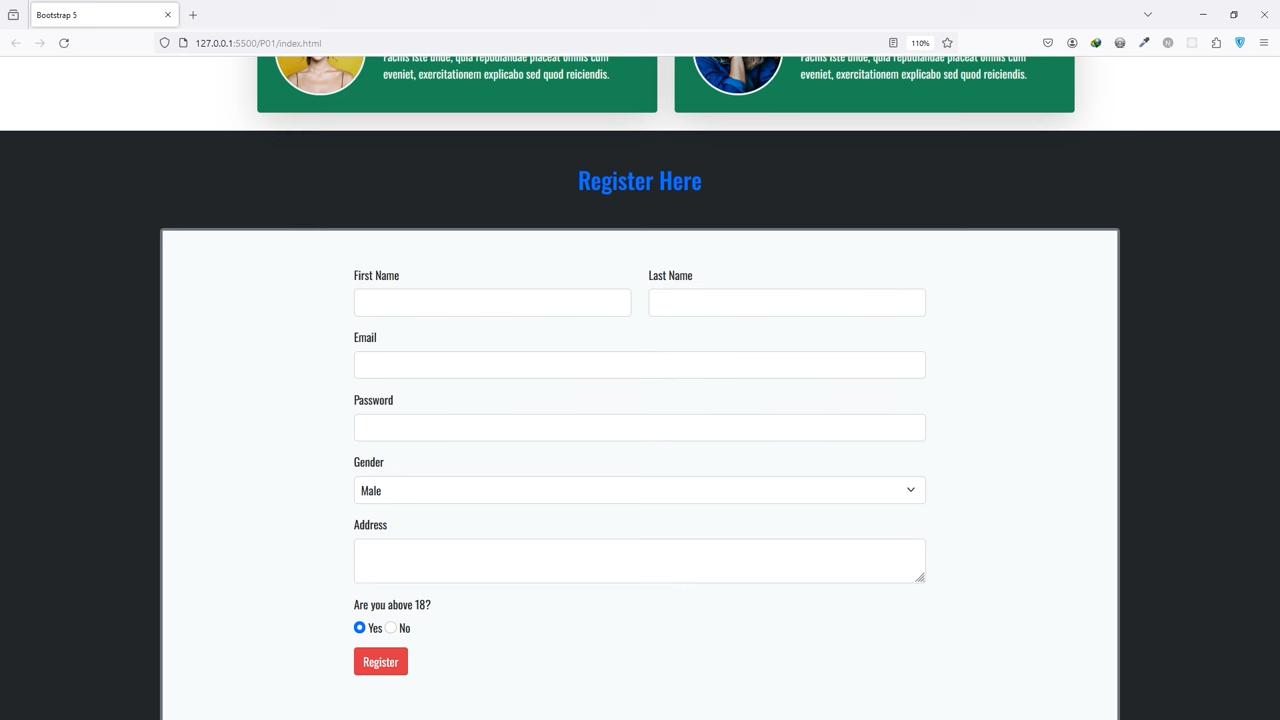 Bootstrap 5
127.0.0.1:5500/P01/index.html
110%
Facilis iste unde, quia repudiandae placeat omnis cum
eveniet, exercitationem explicabo sed quod reiciendis.
Facilis iste unde, quia repudiandae placeat omnis cum
eveniet, exercitationem explicabo sed quod reiciendis.
Register Here
First Name
Last Name
Email
Password
Gender
Male
Address
Are you above 18?
Yes No
Register